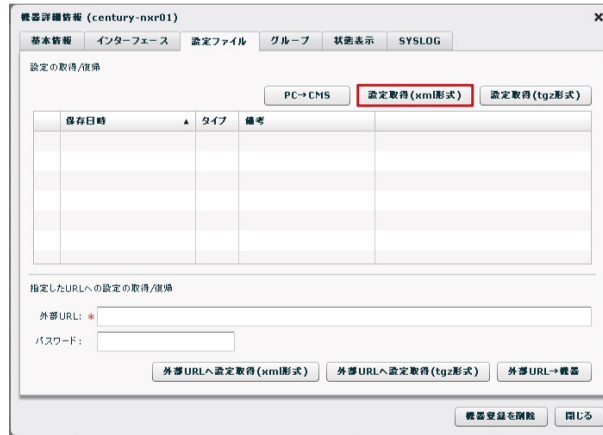 機器詳細情報 (century-nxr01)
基本情報 インターフェース 設定ファイル グループ 状態表示 SYSLOG
設定の取得/復帰
PC→CMS 設定取得(xml形式) 設定取得(tgz形式)
保存日時 ▲ タイプ 備考
指定したURLへの設定の取得/復帰
外部URL: *
パスワード:
外部URLへ設定取得(xml形式) 外部URLへ設定取得(tgz形式) 外部URL→機器
機器登録を削除 閉じる